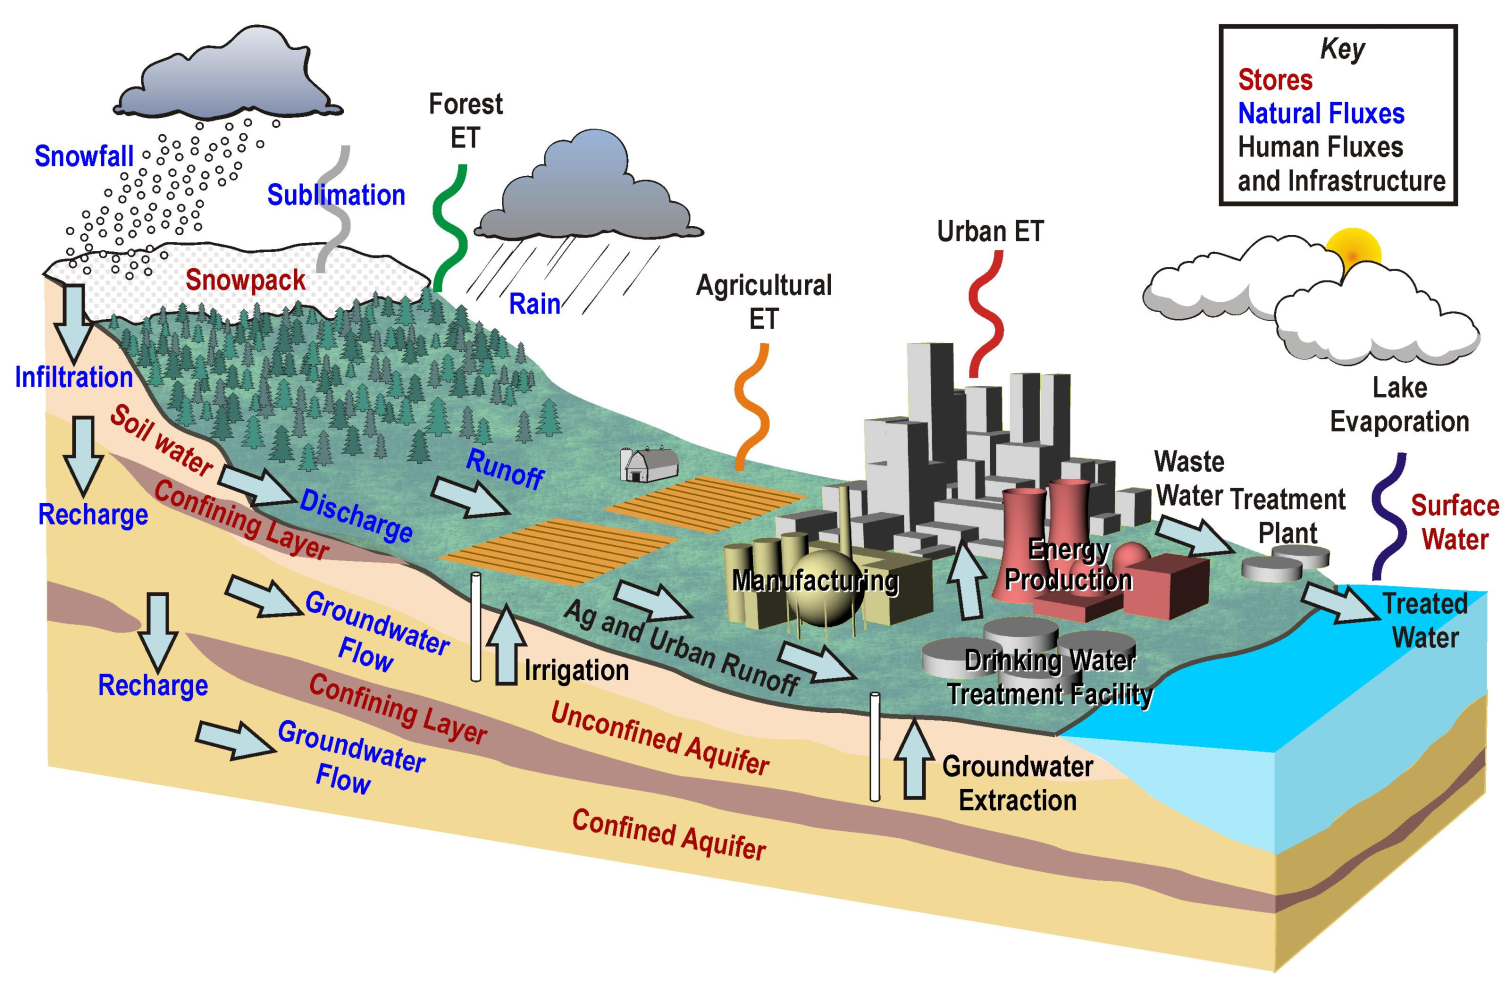 Key
Stores
Natural Fluxes
Human Fluxes
and Infrastructure
Forest
ET
Snowfall
Sublimation
Snowpack
Rain
Urban ET
Agricultural
ET
Infiltration
Lake
Evaporation
Soil water
Runoff
Waste
Water
Treatment
Plant
Surface
Water
Recharge
Confining Layer
Discharge
Energy
Production
Manufacturing
Treated
Water
Groundwater
Flow
Ag and Urban Runoff
Irrigation
Drinking Water
Treatment Facility
Recharge
Confining Layer
Unconfined Aquifer
Groundwater
Flow
Groundwater
Extraction
Confined Aquifer